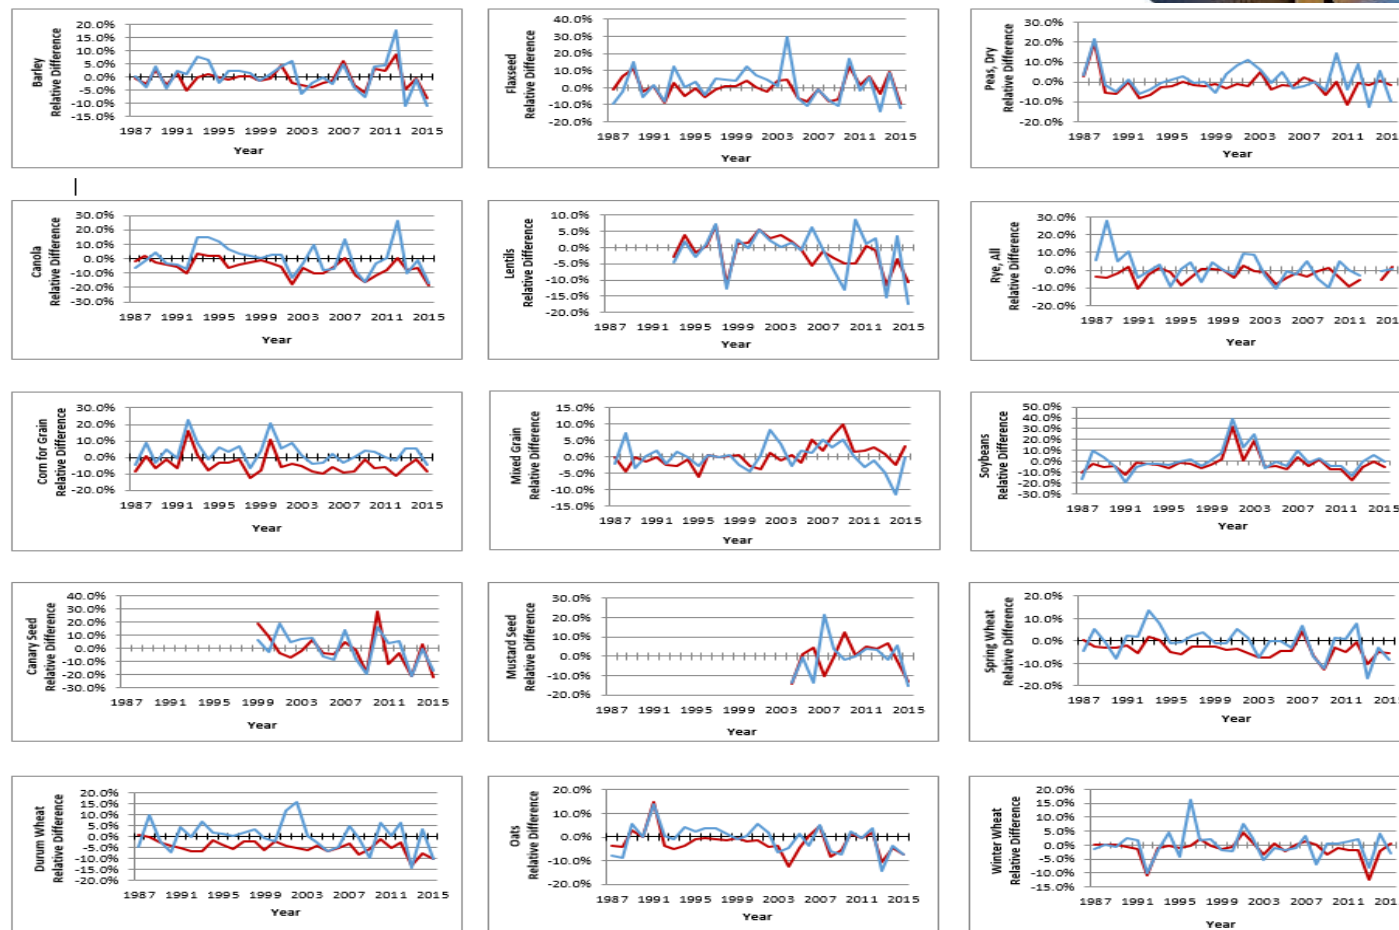 Barley
Relative Difference
20.0%
15.0%
10.0%
5.0%
0.0%
-5.0%
-10.0%
-15.0%
1987 1991 1995 1999 2003 2007 2011 2015
Year
Flaxseed
Relative Difference
40.0%
30.0%
20.0%
10.0%
0.0%
-10.0%
-20.0%
1987 1991 1995 1999 2003 2007 2011 2015
Year
Peas, Dry
Relative Difference
30.0%
20.0%
10.0%
0.0%
-10.0%
-20.0%
1987 1991 1995 1999 2003 2007 2011 201
Year
Canola
Relative Difference
30.0%
20.0%
10.0%
0.0%
-10.0%
-20.0%
-30.0%
1987 1991 1995 1999 2003 2007 2011 2015
Year
Lentils
Relative Difference
10.0%
5.0%
0.0%
-5.0%
-10.0%
-15.0%
-20.0%
1987 1991 1995 1999 2003 2007 2011 2015
Year
Rye, All
Relative Difference
30.0%
20.0%
10.0%
0.0%
-10.0%
-20.0%
1987 1991 1995 1999 2003 2007 2011 201
Year
Corn for Grain
Relative Difference
30.0%
20.0%
10.0%
0.0%
-10.0%
-20.0%
1987 1991 1995 1999 2003 2007 2011 2015
Year
Mixed Grain
Relative Difference
15.0%
10.0%
5.0%
0.0%
-5.0%
-10.0%
-15.0%
1987 1991 1995 1999 2003 2007 2011 2015
Year
Soybeans
Relative Difference
50.0%
40.0%
30.0%
20.0%
10.0%
0.0%
-10.0%
-20.0%
-30.0%
1987 1991 1995 1999 2003 2007 2011 2015
Year
Canary Seed
Relative Difference
40.0%
30.0%
20.0%
10.0%
0.0%
-10.0%
-20.0%
-30.0%
1987 1991 1995 1999 2003 2007 2011 2015
Year
Mustard Seed
Relative Difference
30.0%
20.0%
10.0%
0.0%
-10.0%
-20.0%
1987 1991 1995 1999 2003 2007 2011 2015
Year
Spring Wheat
Relative Difference
20.0%
10.0%
0.0%
-10.0%
-20.0%
1987 1991 1995 1999 2003 2007 2011 2015
Year
Durum Wheat
Relative Difference
20.0%
15.0%
10.0%
5.0%
0.0%
-5.0%
-10.0%
-15.0%
-20.0%
1987 1991 1995 1999 2003 2007 2011 2015
Year
Oats
Relative Difference
20.0%
10.0%
0.0%
-10.0%
-20.0%
1987 1991 1995 1999 2003 2007 2011 2015
Year
Winter Wheat
Relative Difference
20.0%
15.0%
10.0%
5.0%
0.0%
-5.0%
-10.0%
-15.0%
1987 1991 1995 1999 2003 2007 2011 201
Year